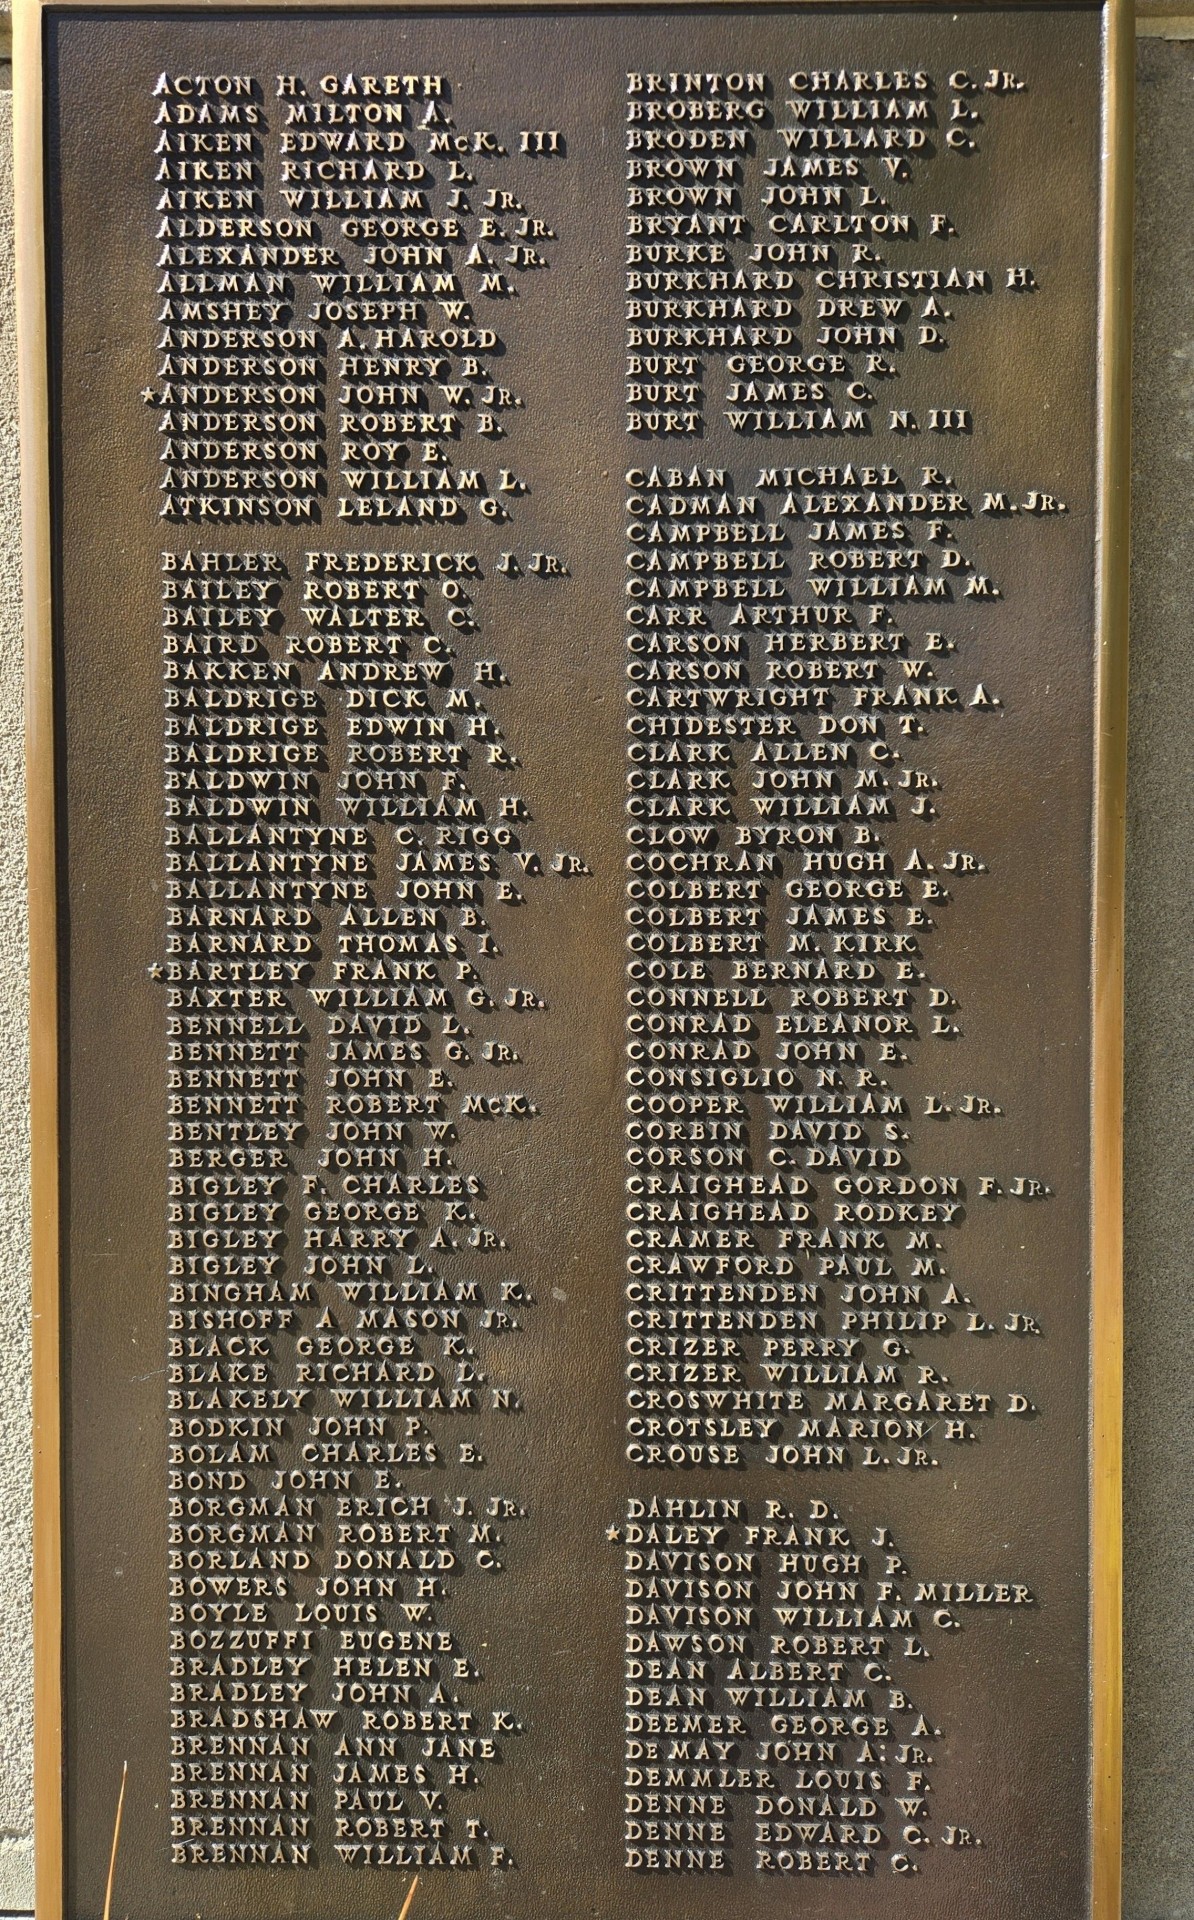 ACTON H. GARETH
ADAMS MILTON A.
AIKEN EDWARD McK. III
AIKEN RICHARD L.
AIKEN WILLIAM J. JR.
ALDERSON GEORGE E. JR.
ALEXANDER JOHN A. JR.
ALLMAN WILLIAM M.
AMSHEY JOSEPH W.
ANDERSON A. HAROLD
ANDERSON HENRY B.
★ANDERSON JOHN W. JR.
ANDERSON ROBERT B.
ANDERSON ROY E.
ANDERSON WILLIAM L.
ATKINSON LELAND G.
BAHLER FREDERICK J. JR.
BAILEY ROBERT O.
BAILEY WALTER C.
BAIRD ROBERT C.
BAKKEN ANDREW H.
BALDRIGE DICK M.
BALDRIGE EDWIN H.
BALDRIGE ROBERT R.
BALDWIN JOHN F.
BALDWIN WILLIAM H.
BALLANTYNE C. RIGG
BALLANTYNE JAMES V. JR.
BALLANTYNE JOHN E.
BARNARD ALLEN B.
BARNARD THOMAS I.
★BARTLEY FRANK P.
BAXTER WILLIAM G. JR.
BENNELL DAVID L.
BENNETT JAMES G. JR.
BENNETT JOHN E.
BENNETT ROBERT McK.
BENTLEY JOHN W.
BERGER JOHN H.
BIGLEY F. CHARLES
BIGLEY GEORGE K.
BIGLEY HARRY A. JR.
BIGLEY JOHN L.
BINGHAM WILLIAM K.
BISHOFF A MASON JR.
BLACK GEORGE K.
BLAKE RICHARD L.
BLAKELY WILLIAM N.
BODKIN JOHN P.
BOLAM CHARLES E.
BOND JOHN E.
BORGMAN ERICH J. JR.
BORGMAN ROBERT M.
BORLAND DONALD C.
BOWERS JOHN H.
BOYLE LOUIS W.
BOZZUFFI EUGENE
BRADLEY HELEN E.
BRADLEY JOHN A.
BRADSHAW ROBERT K.
BRENNAN ANN JANE
BRENNAN JAMES H.
BRENNAN PAUL V.
BRENNAN ROBERT T.
BRENNAN WILLIAM F.
BRINTON CHARLES C. JR.
BROBERG WILLIAM L.
BRODEN WILLARD C.
BROWN JAMES V.
BROWN JOHN L.
BRYANT CARLTON F.
BURKE JOHN R.
BURKHARD CHRISTIAN H.
BURKHARD DREW A.
BURKHARD JOHN D.
BURT GEORGE R.
BURT JAMES C.
BURT WILLIAM N. III
CABAN MICHAEL R.
CADMAN ALEXANDER M. JR.
CAMPBELL JAMES F.
CAMPBELL ROBERT D.
CAMPBELL WILLIAM M.
CARR ARTHUR F.
CARSON HERBERT E.
CARSON ROBERT W.
CARTWRIGHT FRANK A.
CHIDESTER DON T.
CLARK ALLEN C.
CLARK JOHN M. JR.
CLARK WILLIAM J.
CLOW BYRON B.
COCHRAN HUGH A. JR.
COLBERT GEORGE E.
COLBERT JAMES E.
COLBERT M. KIRK
COLE BERNARD E.
CONNELL ROBERT D.
CONRAD ELEANOR L.
CONRAD JOHN E.
CONSIGLIO N. R.
COOPER WILLIAM L. JR.
CORBIN DAVID S.
CORSON C. DAVID
CRAIGHEAD GORDON F. JR.
CRAIGHEAD RODKEY
CRAMER FRANK M.
CRAWFORD PAUL M.
CRITTENDEN JOHN A.
CRITTENDEN PHILIP L. JR.
CRIZER PERRY G.
CRIZER WILLIAM R.
CROSWHITE MARGARET D.
CROTSLEY MARION H.
CROUSE JOHN L. JR.
DAHLIN R. D.
★DALEY FRANK J.
DAVISON HUGH P.
DAVISON JOHN F. MILLER
DAVISON WILLIAM C.
DAWSON ROBERT L.
DEAN ALBERT C.
DEAN WILLIAM B.
DEEMER GEORGE A.
DE MAY JOHN A. JR.
DEMMLER LOUIS F.
DENNE DONALD W.
DENNE EDWARD C. JR.
DENNE ROBERT C.